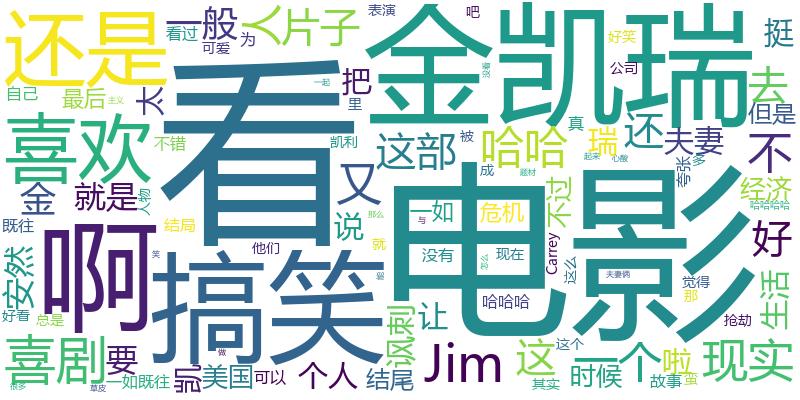 还是
一般
人
片子
表演
吧
金凯瑞
好笑
挺
看过
可爱
为
公司
没看
一起
自己
最后
主义
太
看
把
里
去
但是
喜欢
不错
凯利
这部
被
哈哈
真
瑞
还
夫妻
不
起来
心酸
夸张
多
成
题材
经济
哈哈哈哈
金
就是
人物
又
不过
既往
结局
说
那么
一如
与
危机
好
啊
电影
安然
他们
就
能
没有
现在
怎么
Carrey
这么
夫妻俩
觉得
那
生活
笑
搞笑
哈哈哈
好看
总是
讽刺
让
抢劫
喜剧
要
做
Jim
这
这个
一个
啦
现实
很多
草皮
一如既往
凯
美国
可以
个人
结尾
其实
时候
故事
蛮